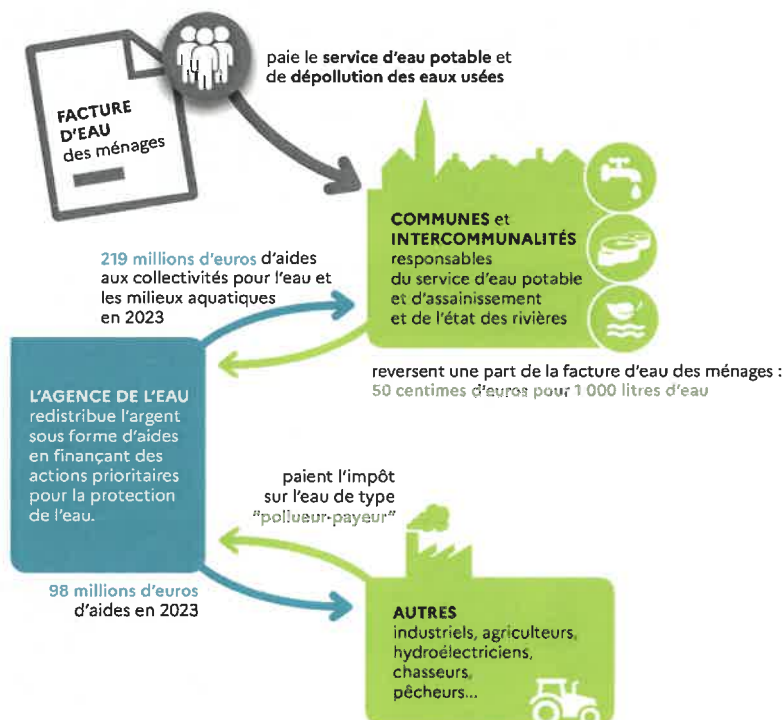 paie le service d'eau potable et
de dépollution des eaux usées
FACTURE
D'EAU
des ménages
COMMUNES et
INTERCOMMUNALITÉS
responsables
du service d'eau potable
et d'assainissement
et de l'état des rivières
219 millions d'euros d'aides
aux collectivités pour l'eau et
les milieux aquatiques
en 2023
reversent une part de la facture d'eau des ménages :
50 centimes d'euros pour 1 000 litres d'eau
L'AGENCE DE L'EAU
redistribue l'argent
sous forme d'aides
en finançant des
actions prioritaires
pour la protection
de l'eau.
paient l'impôt
sur l'eau de type
"pollueur-payeur"
98 millions d'euros
d'aides en 2023
AUTRES
industriels, agriculteurs,
hydroélectriciens,
chasseurs,
pêcheurs...